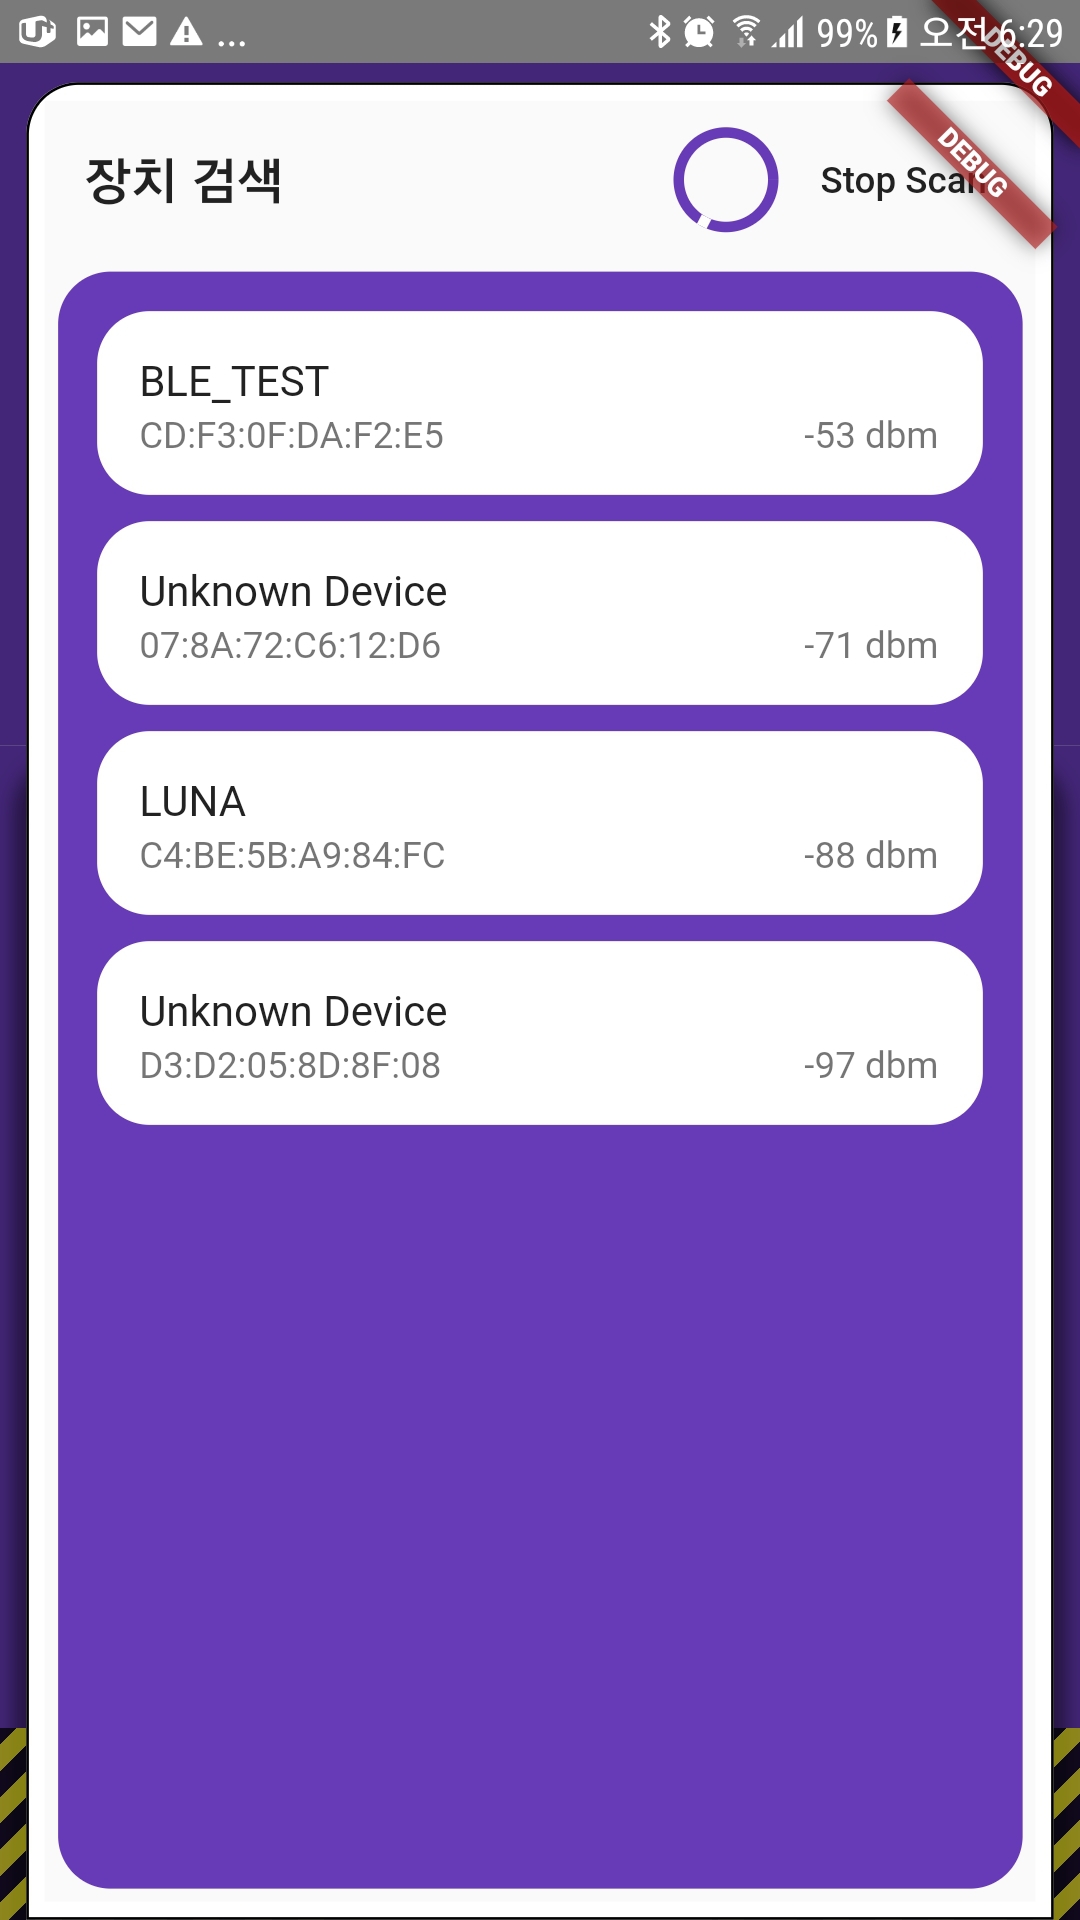 99% 오전 6:29
DEBUG
DEBUG
장치 검색
Stop Scan
BLE_TEST
CD:F3:0F:DA:F2:E5
-53 dbm
Unknown Device
07:8A:72:C6:12:D6
-71 dbm
LUNA
C4:BE:5B:A9:84:FC
-88 dbm
Unknown Device
D3:D2:05:8D:8F:08
-97 dbm